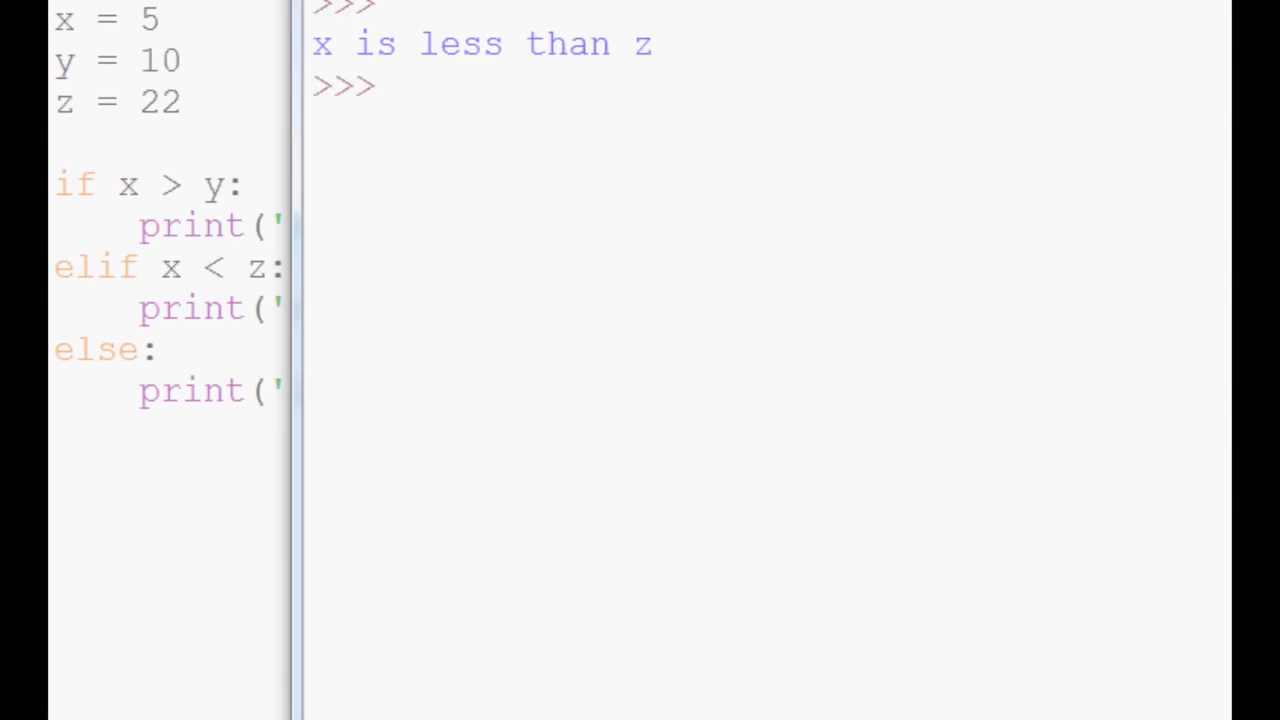 x = 5
y = 10
z = 22
if x > y:
print('
elif x < z:
print('
else:
print('
>>>
x is less than z
>>>